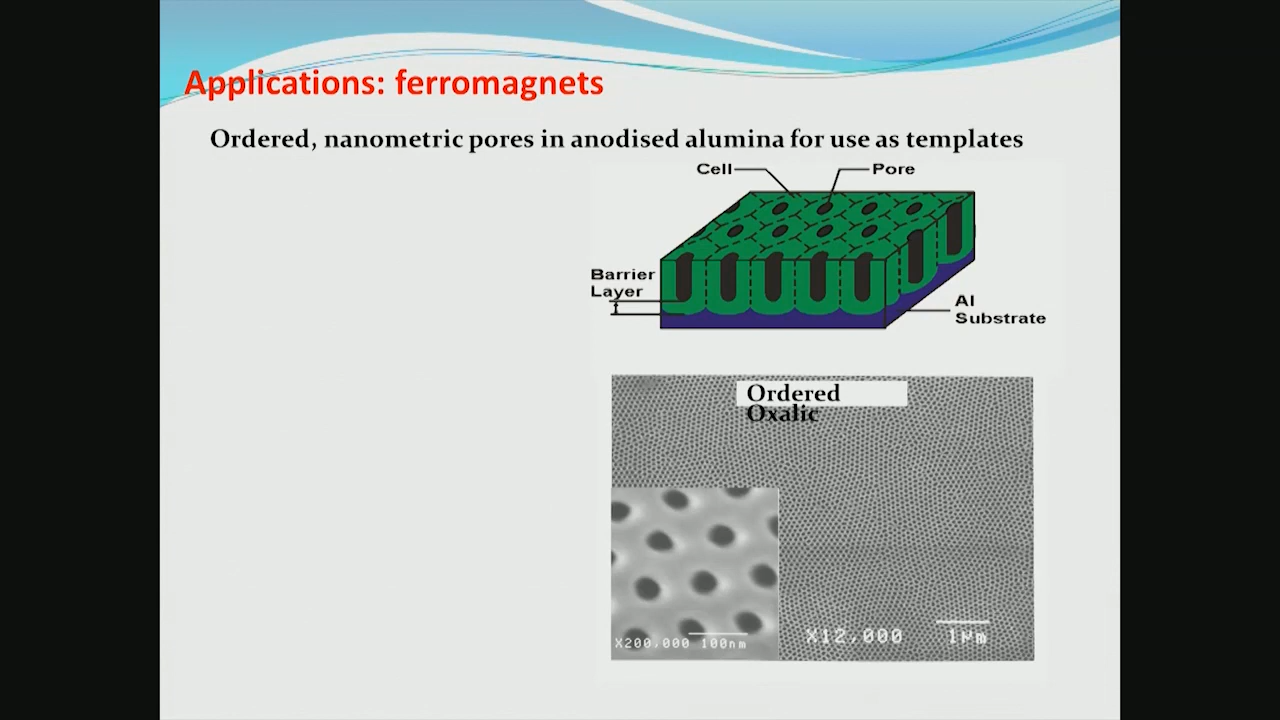 Applications: ferromagnets
Ordered, nanometric pores in anodised alumina for use as templates
Cell
Pore
Barrier
Layer
Al
Substrate
Ordered
Oxalic
X200,000 100nm
X12,000 1μm